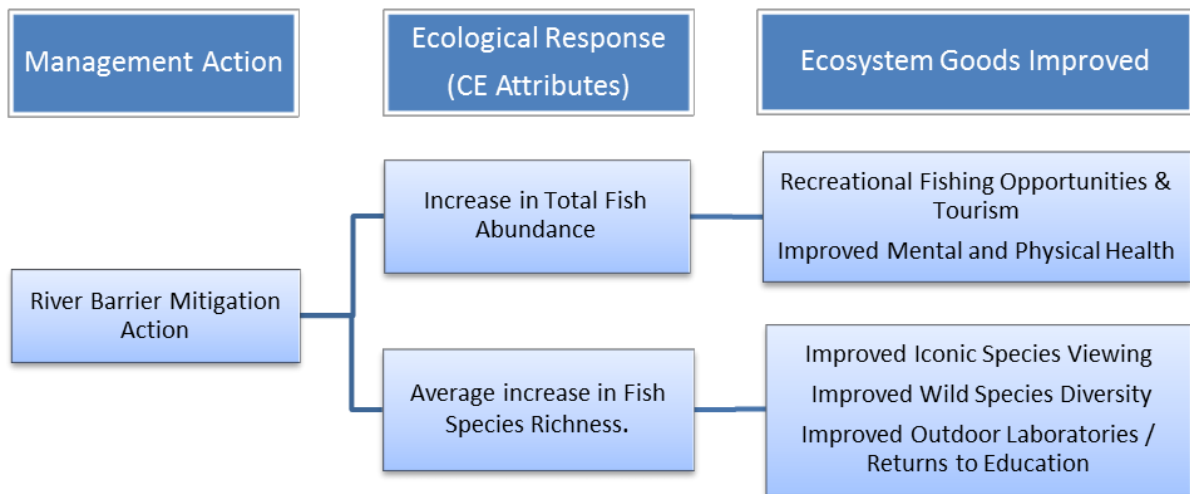 Management Action
Ecological Response
(CE Attributes)
Ecosystem Goods Improved
River Barrier Mitigation
Action
Increase in Total Fish
Abundance
Recreational Fishing Opportunities &
Tourism
Improved Mental and Physical Health
Average increase in Fish
Species Richness.
Improved Iconic Species Viewing
Improved Wild Species Diversity
Improved Outdoor Laboratories /
Returns to Education